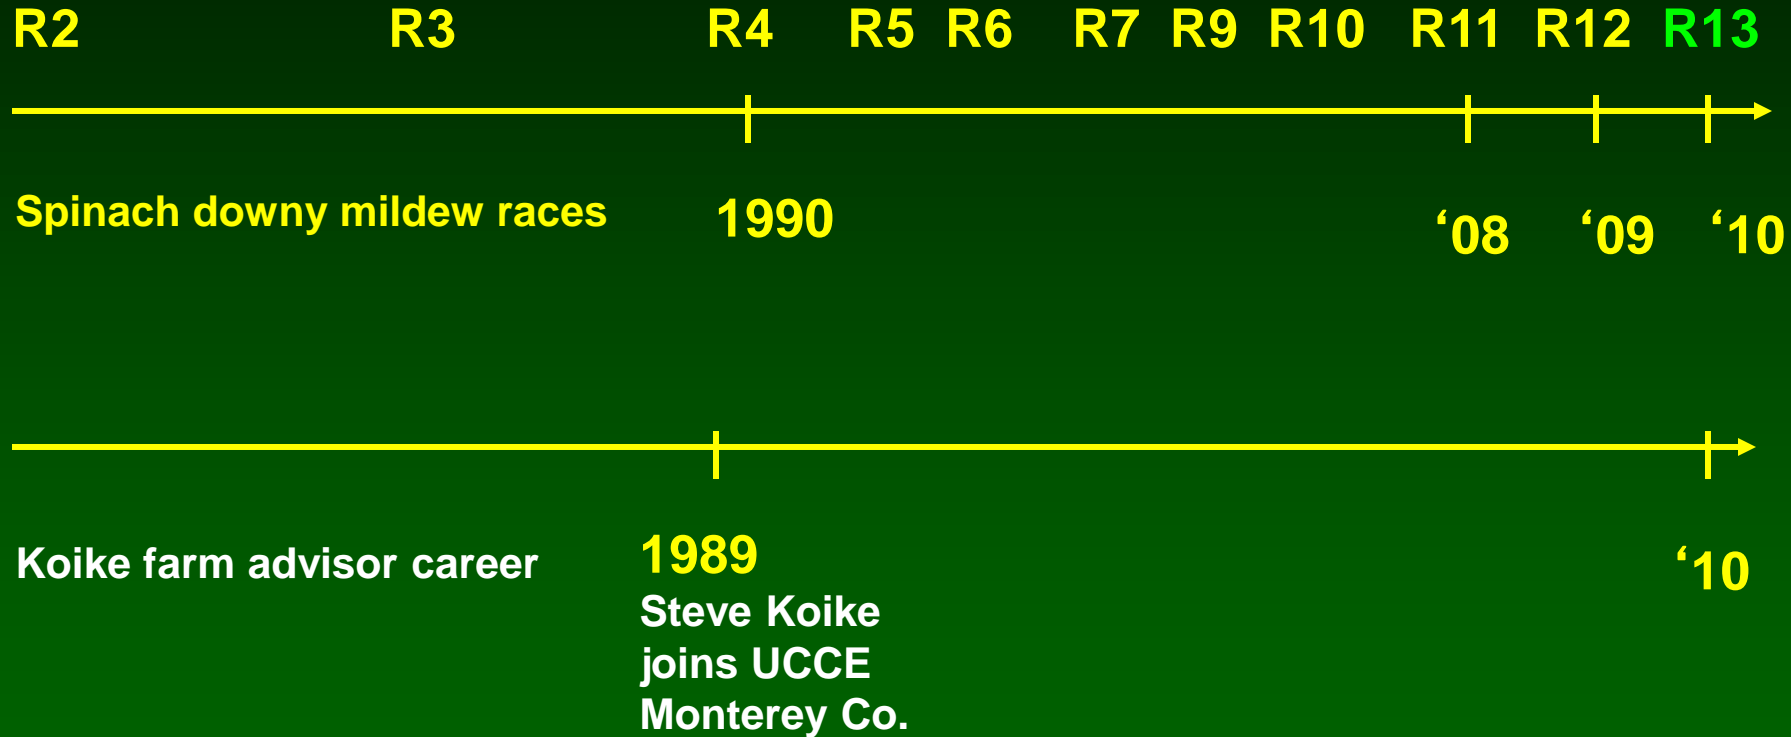 R2 R3 R4 R5 R6 R7 R9 R10 R11 R12 R13
Spinach downy mildew races 1990 ‘08 ‘09 ‘10
Koike farm advisor career 1989 ‘10
Steve Koike
joins UCCE
Monterey Co.